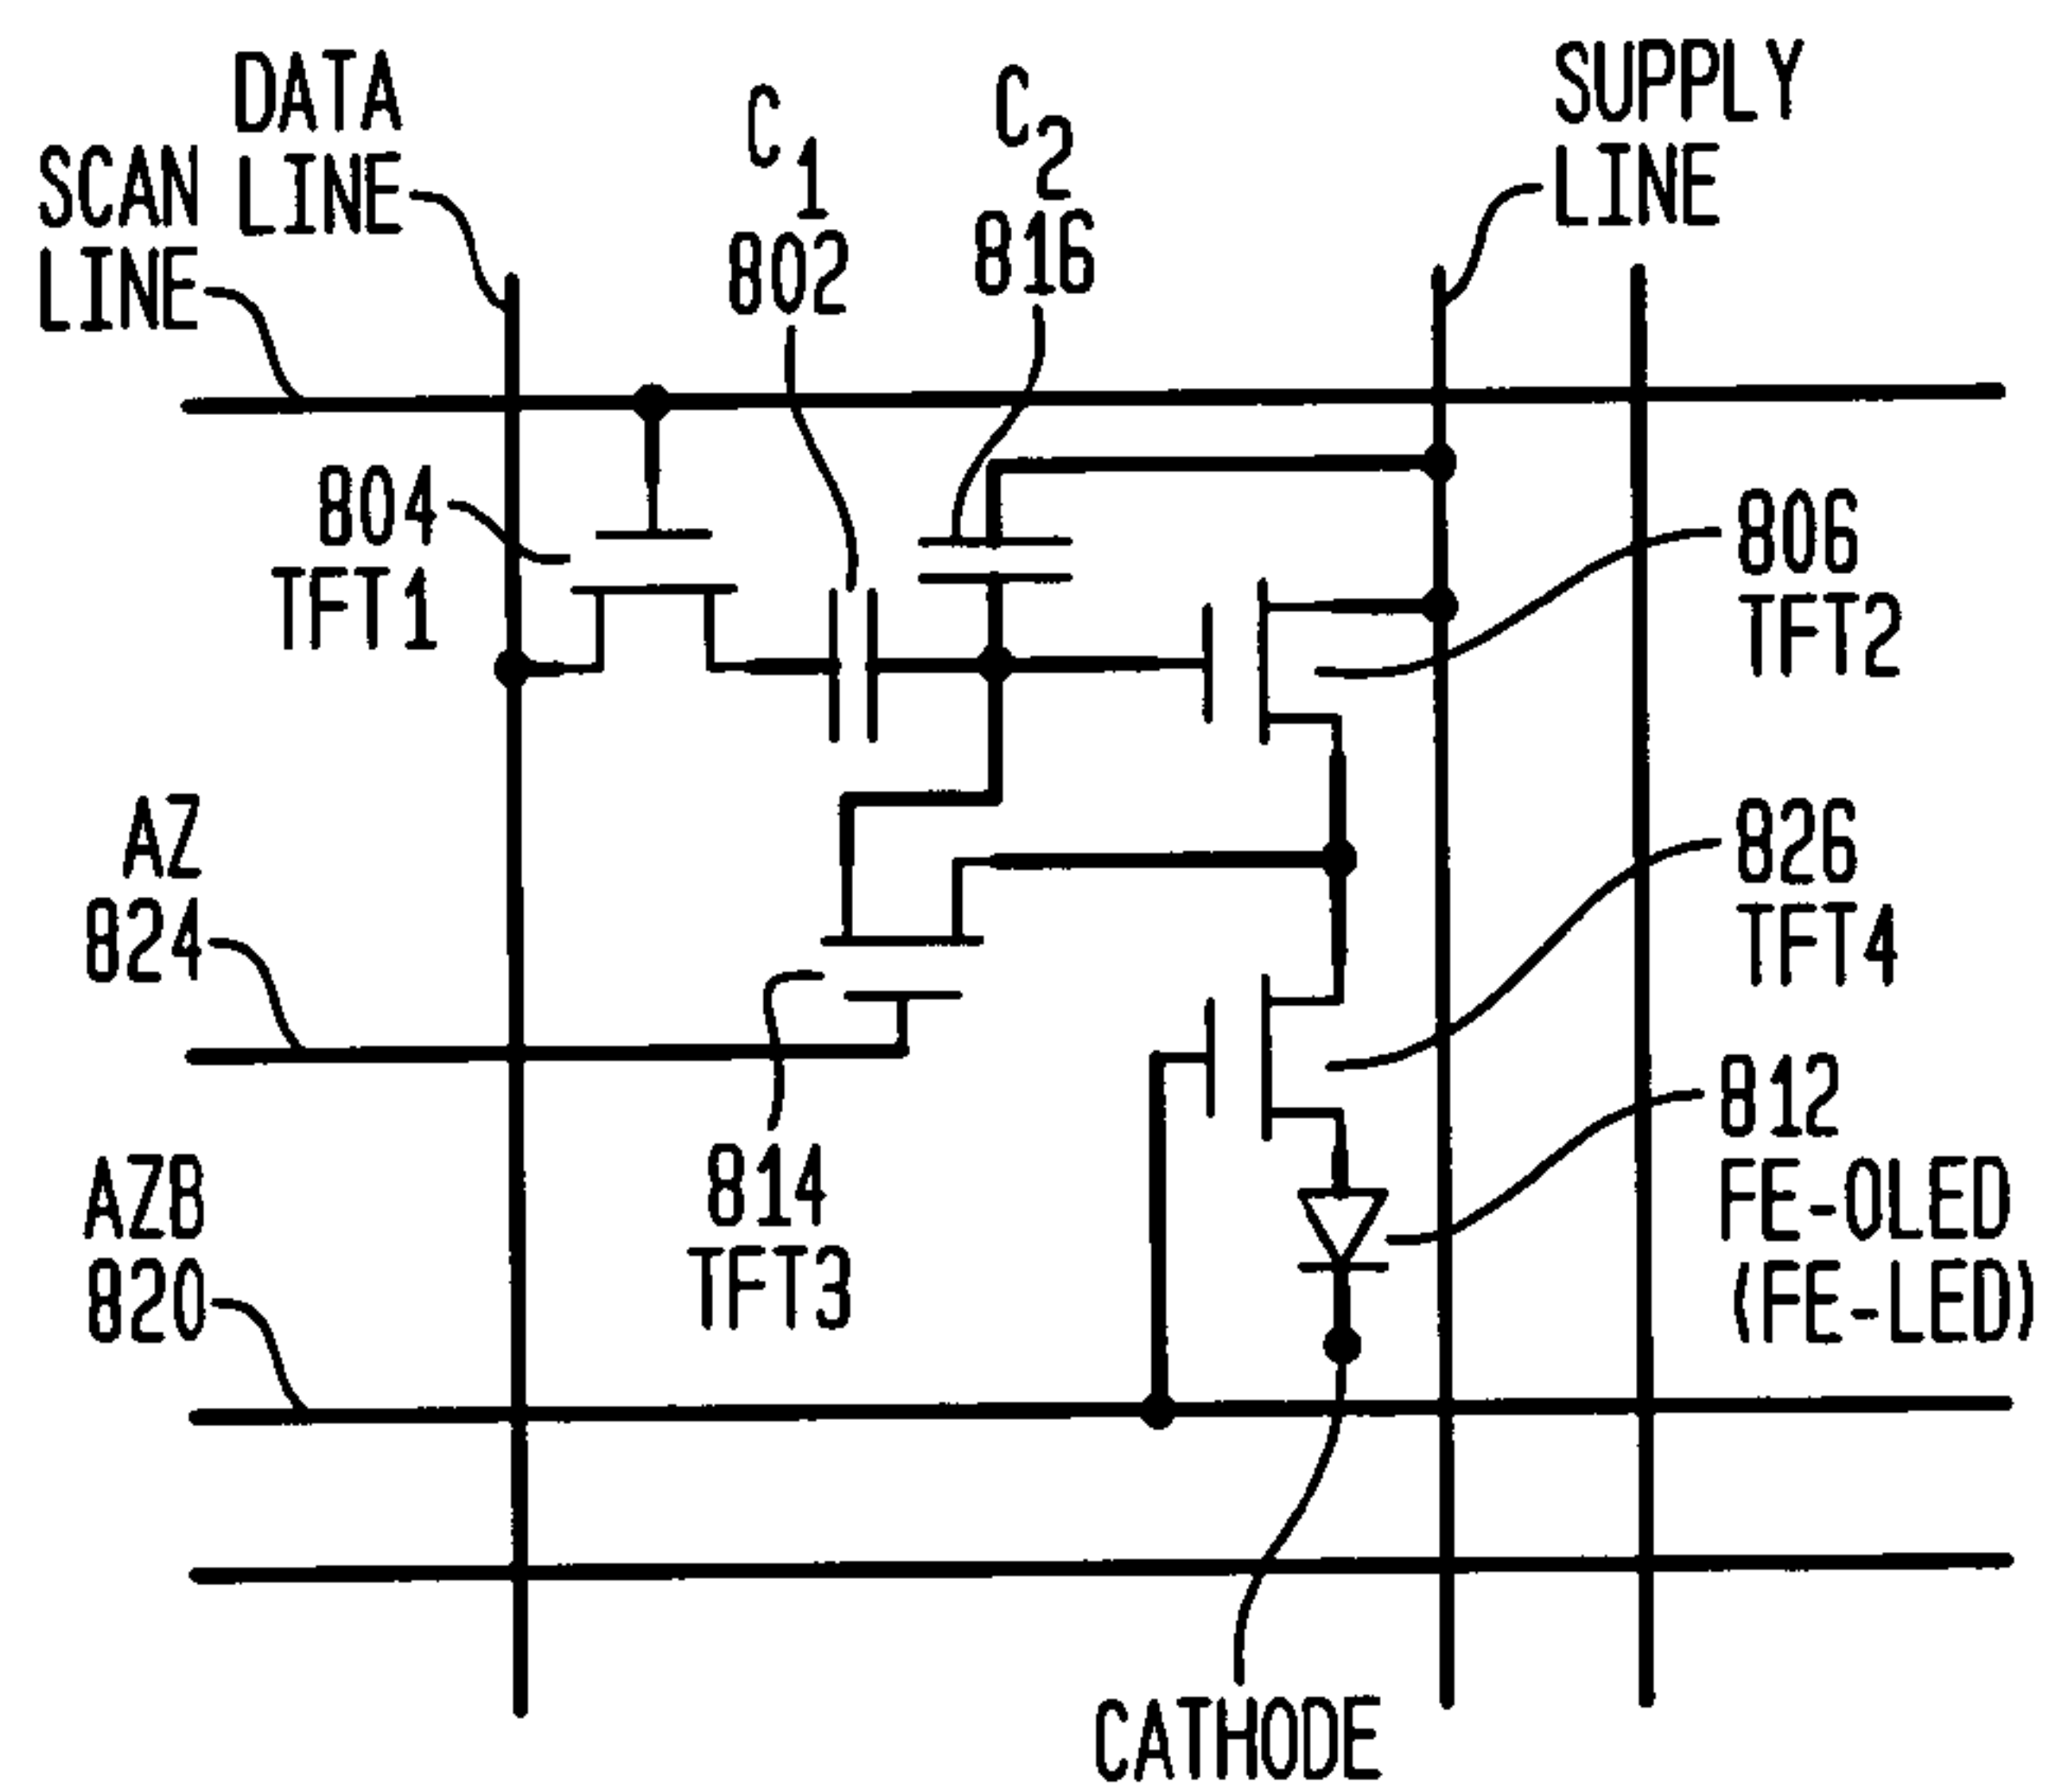 DATA
LINE
SCAN
LINE
C1
802
C2
816
SUPPLY
LINE
804
TFT1
806
TFT2
AZ
824
826
TFT4
814
TFT3
812
FE-OLED
(FE-LED)
AZB
820
CATHODE